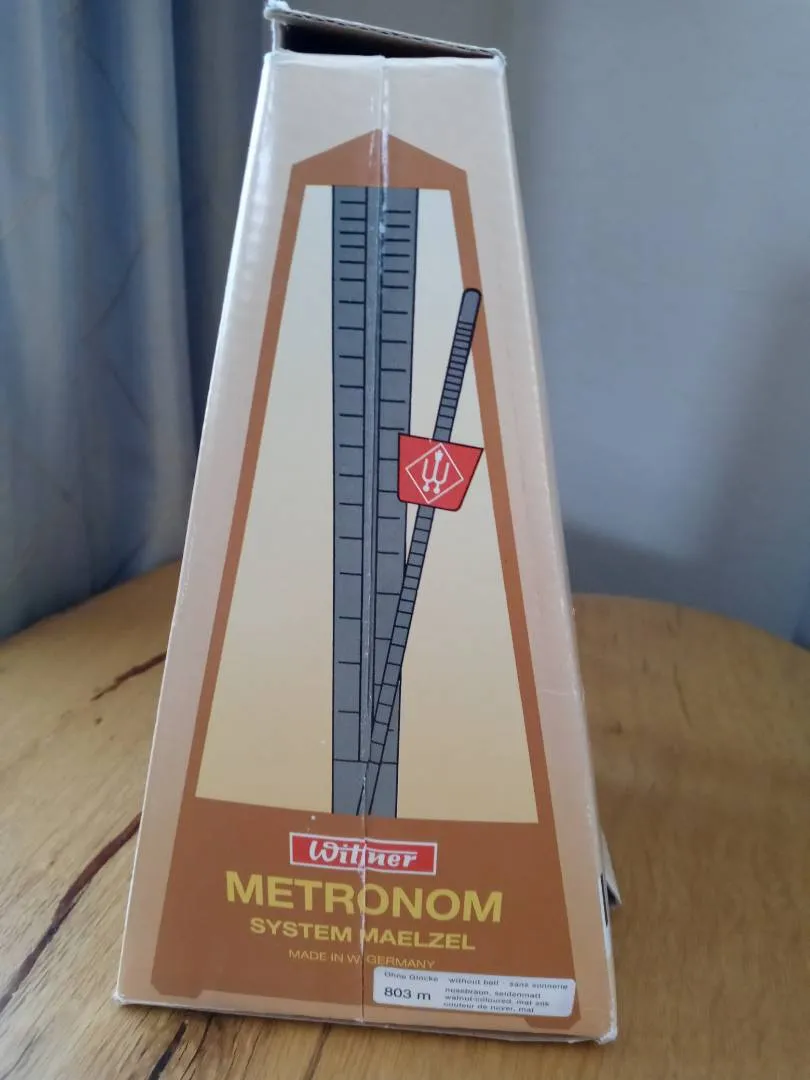 Wittner
METRONOM
SYSTEM MAELZEL
MADE IN W. GERMANY
Ohne Glocke without bell - sans sonnerie
803 m
nussbraun, seidenmatt
walnut-coloured, mat silk
couleur de noyer, mat